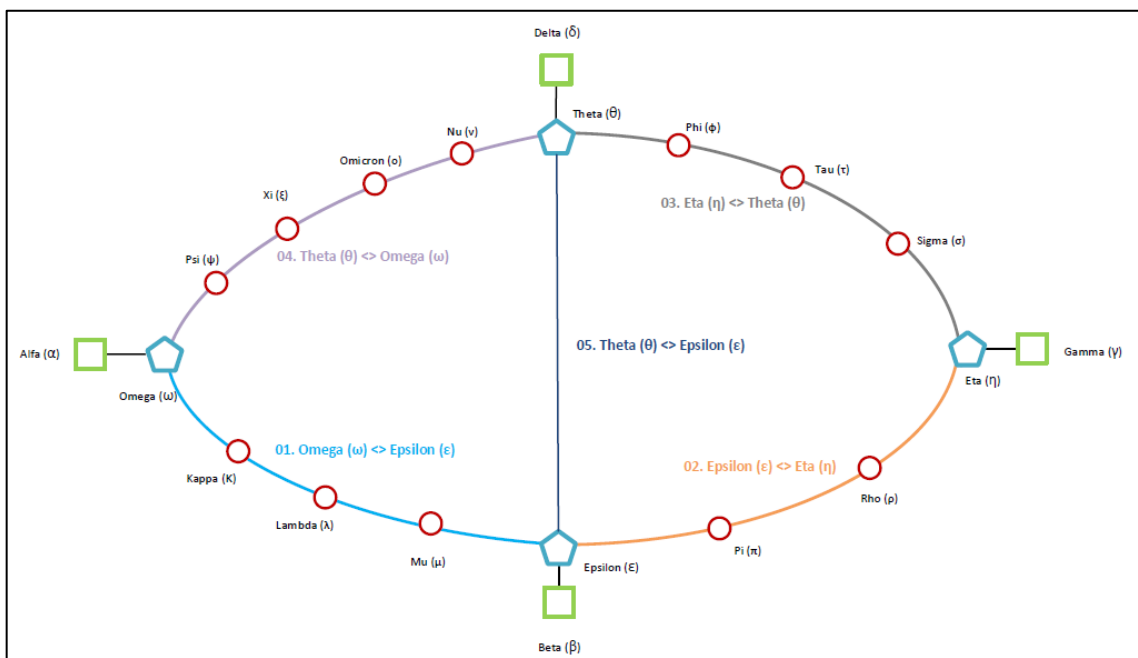 Delta (δ)
Theta (θ)
Phi (ϕ)
Nu (ν)
Omicron (ο)
Tau (τ)
Xi (ξ)
03. Eta (η) <> Theta (θ)
Sigma (σ)
04. Theta (θ) <> Omega (ω)
Psi (ψ)
Alfa (α)
05. Theta (θ) <> Epsilon (ε)
Gamma (γ)
Omega (ω)
Eta (η)
01. Omega (ω) <> Epsilon (ε)
02. Epsilon (ε) <> Eta (η)
Kappa (K)
Rho (ρ)
Lambda (λ)
Mu (μ)
Pi (π)
Epsilon (ε)
Beta (β)